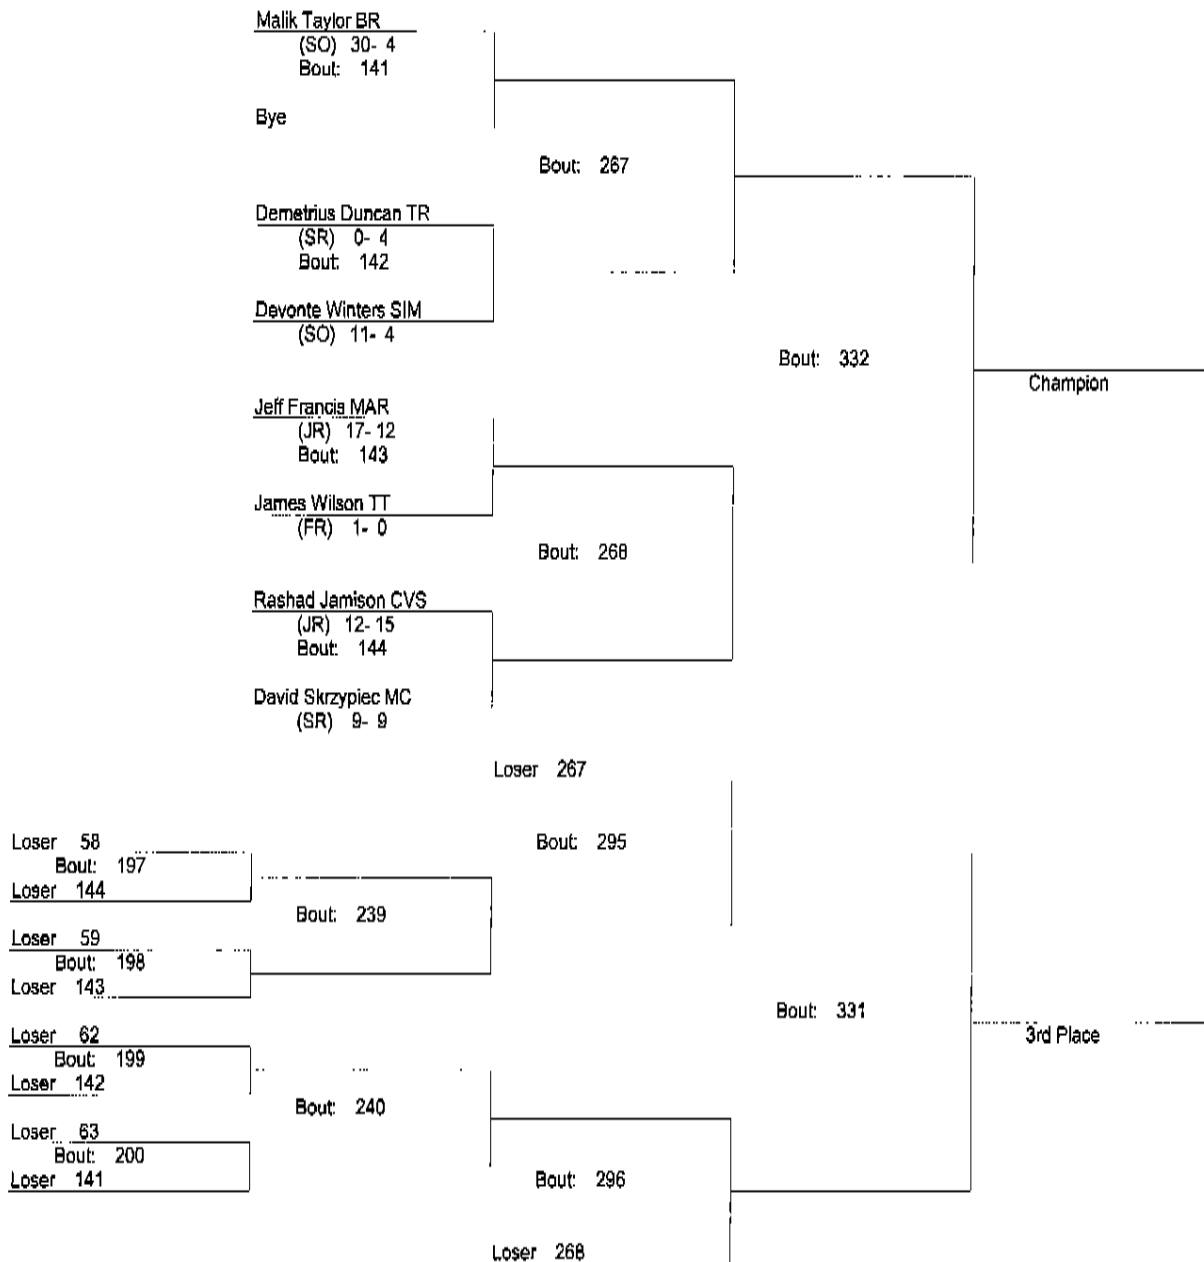 Malik Taylor BR
(SO) 30- 4
Bout: 141
Bye
Bout: 267
Demetrius Duncan TR
(SR) 0- 4
Bout: 142
Devonte Winters SIM
(SO) 11- 4
Bout: 332
Champion
Jeff Francis MAR
(JR) 17- 12
Bout: 143
James Wilson TT
(FR) 1- 0
Bout: 268
Rashad Jamison CVS
(JR) 12- 15
Bout: 144
David Skrzypiec MC
(SR) 9- 9
Loser 267
Loser 58
Bout: 197
Loser 144
Bout: 295
Bout: 239
Loser 59
Bout: 198
Loser 143
Bout: 331
3rd Place
Loser 62
Bout: 199
Loser 142
Bout: 240
Loser 63
Bout: 200
Loser 141
Bout: 296
Loser 268